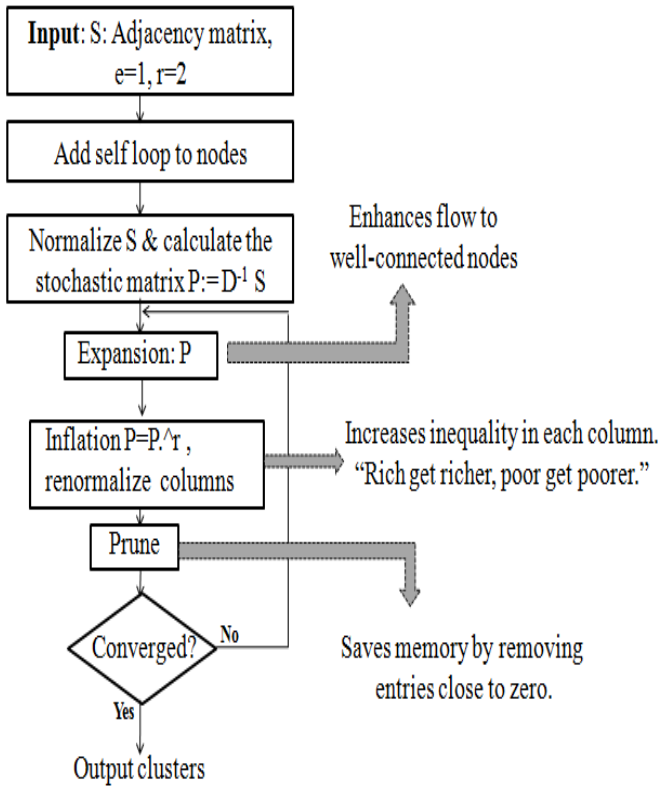 Input: S: Adjacency matrix,
e=1, r=2
Add self loop to nodes
Normalize S & calculate the
stochastic matrix P:= D⁻¹ S
Enhances flow to
well-connected nodes
Expansion: P
Inflation P=P.^r ,
renormalize columns
Increases inequality in each column.
“Rich get richer, poor get poorer.”
Prune
Converged?
No
Saves memory by removing
entries close to zero.
Yes
Output clusters